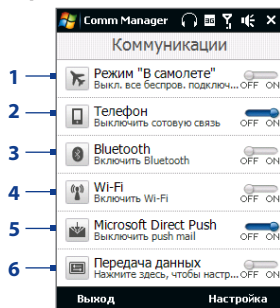 Comm Manager
Коммуникации
1 Режим "В самолете"
Выкл. все беспров. подключ...
OFF ON
2 Телефон
Выключить сотовую связь
OFF ON
3 Bluetooth
Включить Bluetooth
OFF ON
4 Wi-Fi
Включить Wi-Fi
OFF ON
5 Microsoft Direct Push
Выключить push mail
OFF ON
6 Передача данных
Нажмите здесь, чтобы настр...
OFF ON
Выход Настройка